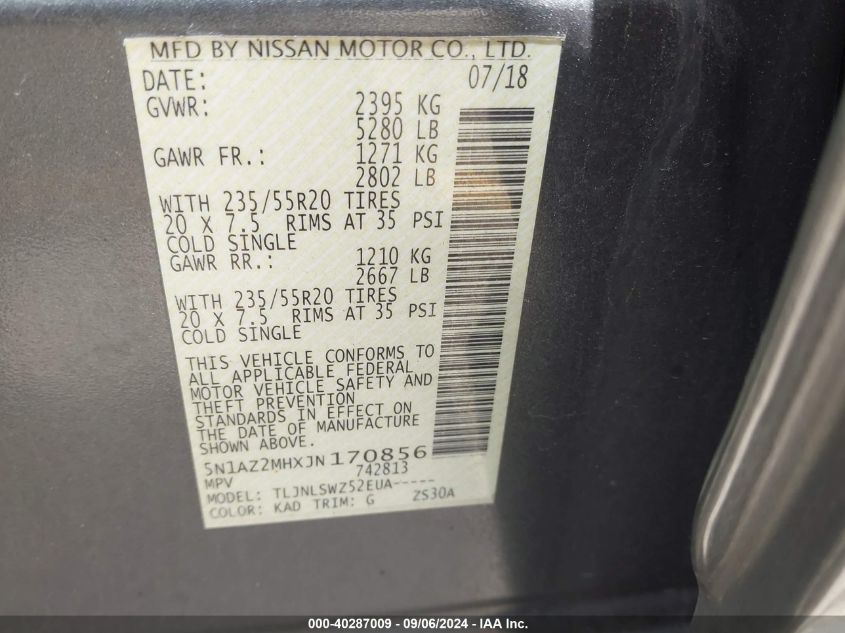 MFD BY NISSAN MOTOR CO., LTD.
DATE: 07/18
GVWR: 2395 KG
5280 LB
GAWR FR.: 1271 KG
2802 LB
WITH 235/55R20 TIRES
20 X 7.5 RIMS AT 35 PSI
COLD SINGLE
GAWR RR.: 1210 KG
2667 LB
WITH 235/55R20 TIRES
20 X 7.5 RIMS AT 35 PSI
COLD SINGLE
THIS VEHICLE CONFORMS TO
ALL APPLICABLE FEDERAL
MOTOR VEHICLE SAFETY AND
THEFT PREVENTION
STANDARDS IN EFFECT ON
THE DATE OF MANUFACTURE
SHOWN ABOVE.
5N1AZ2MHXJN170856
MPV 742813
MODEL: TLJNLSWZ52EUA-----
COLOR: KAD TRIM: G ZS30A
000-40287009 - 09/06/2024 - IAA Inc.